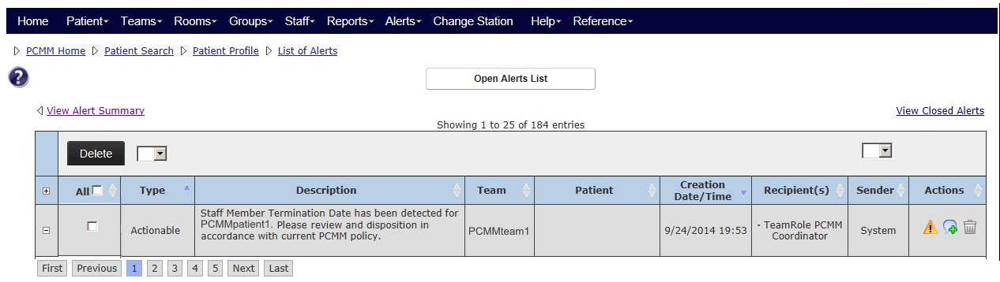 Home Patient Teams Rooms Groups Staff Reports Alerts Change Station Help Reference
PCMM Home Patient Search Patient Profile List of Alerts
?
Open Alerts List
View Alert Summary
View Closed Alerts
Showing 1 to 25 of 184 entries
Delete
All Type Description Team Patient Creation Date/Time Recipient(s) Sender Actions
Actionable
Staff Member Termination Date has been detected for
PCMMpatient1. Please review and disposition in
accordance with current PCMM policy.
PCMMteam1
9/24/2014 19:53
· TeamRole PCMM
Coordinator
System
First Previous 1 2 3 4 5 Next Last